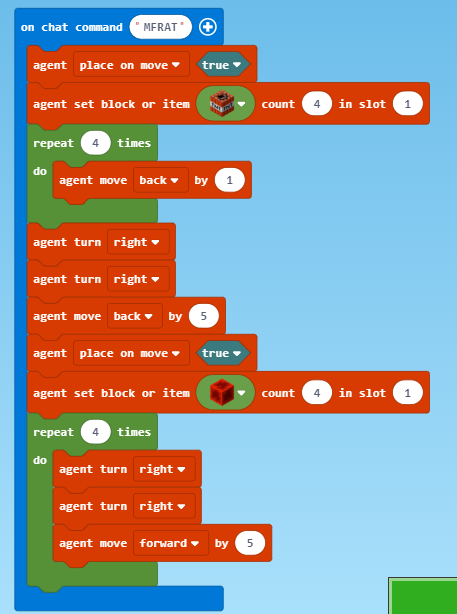 on chat command "MFRAT"
agent place on move true
agent set block or item count 4 in slot 1
repeat 4 times
do agent move back by 1
agent turn right
agent turn right
agent move back by 5
agent place on move true
agent set block or item count 4 in slot 1
repeat 4 times
do agent turn right
agent turn right
agent move forward by 5